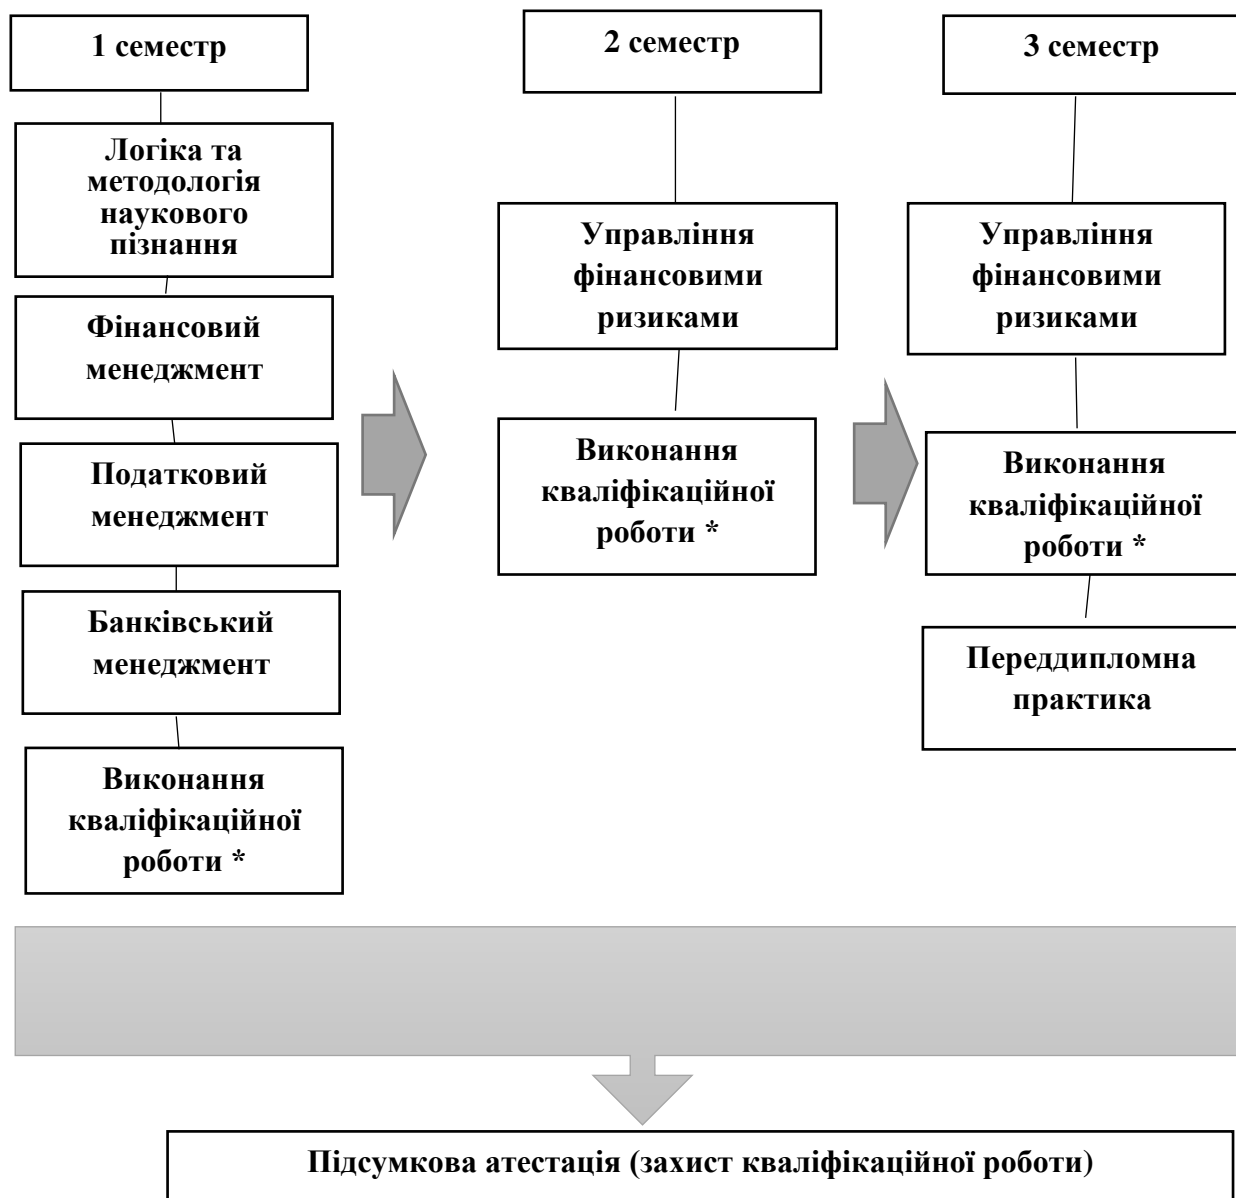 1 семестр
Логіка та
методологія
наукового
пізнання
Фінансовий
менеджмент
Податковий
менеджмент
Банківський
менеджмент
Виконання
кваліфікаційної
роботи *
2 семестр
Управління
фінансовими
ризиками
Виконання
кваліфікаційної
роботи *
3 семестр
Управління
фінансовими
ризиками
Виконання
кваліфікаційної
роботи *
Переддипломна
практика
Підсумкова атестація (захист кваліфікаційної роботи)